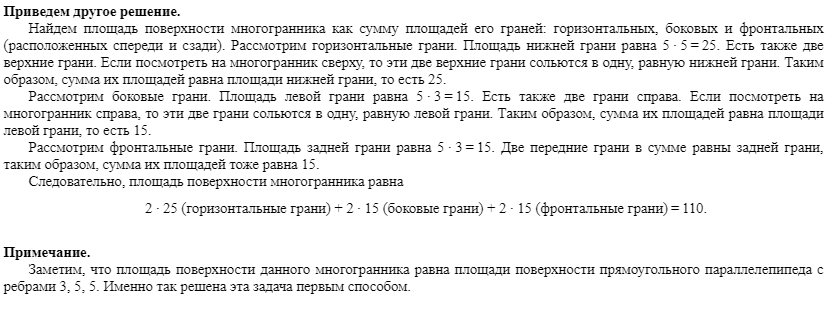 Приведем другое решение.
Найдем площадь поверхности многогранника как сумму площадей его граней: горизонтальных, боковых и фронтальных
(расположенных спереди и сзади). Рассмотрим горизонтальные грани. Площадь нижней грани равна 5 · 5 = 25. Есть также две
верхние грани. Если посмотреть на многогранник сверху, то эти две верхние грани сольются в одну, равную нижней грани. Таким
образом, сумма их площадей равна площади нижней грани, то есть 25.
Рассмотрим боковые грани. Площадь левой грани равна 5 · 3 = 15. Есть также две грани справа. Если посмотреть на
многогранник справа, то эти две грани сольются в одну, равную левой грани. Таким образом, сумма их площадей равна площади
левой грани, то есть 15.
Рассмотрим фронтальные грани. Площадь задней грани равна 5 · 3 = 15. Две передние грани в сумме равны задней грани,
таким образом, сумма их площадей тоже равна 15.
Следовательно, площадь поверхности многогранника равна
2 · 25 (горизонтальные грани) + 2 · 15 (боковые грани) + 2 · 15 (фронтальные грани) = 110.
Примечание.
Заметим, что площадь поверхности данного многогранника равна площади поверхности прямоугольного параллелепипеда с
ребрами 3, 5, 5. Именно так решена эта задача первым способом.